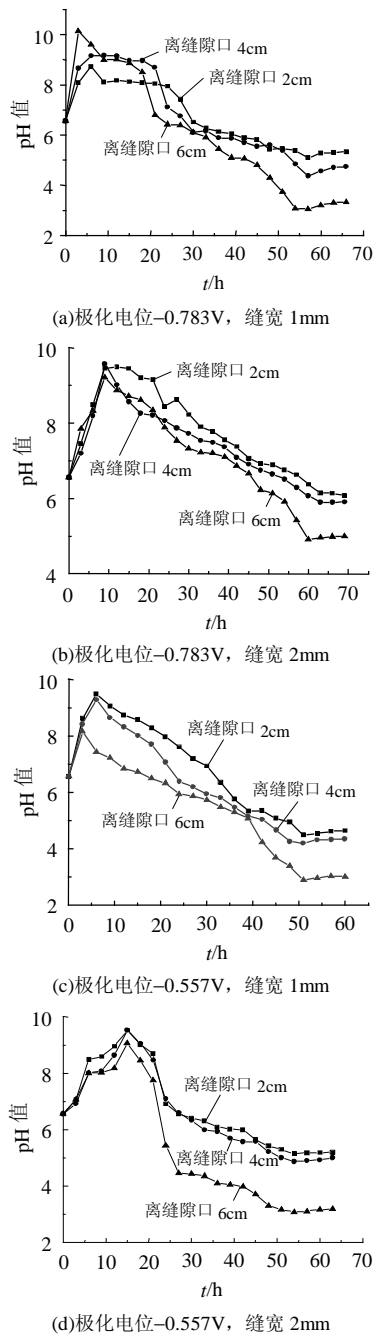 12
10
8
6
4
2
pH 值
离缝隙口 4cm
离缝隙口 2cm
离缝隙口 6cm
0 10 20 30 40 50 60 70
t/h
(a)极化电位–0.783V，缝宽 1mm
10
8
6
4
pH 值
离缝隙口 2cm
离缝隙口 4cm
离缝隙口 6cm
0 10 20 30 40 50 60 70
t/h
(b)极化电位–0.783V，缝宽 2mm
10
8
6
4
2
pH 值
离缝隙口 2cm
离缝隙口 4cm
离缝隙口 6cm
0 10 20 30 40 50 60
t/h
(c)极化电位–0.557V，缝宽 1mm
10
8
6
4
2
pH 值
离缝隙口 2cm
离缝隙口 4cm
离缝隙口 6cm
0 10 20 30 40 50 60 70
t/h
(d)极化电位–0.557V，缝宽 2mm